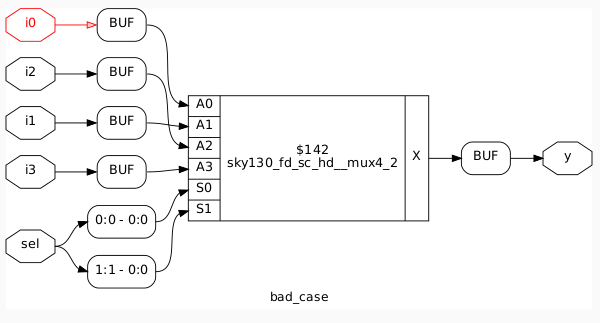 i0
BUF
i2
BUF
i1
BUF
i3
BUF
sel
0:0 - 0:0
1:1 - 0:0
A0
A1
A2
A3
S0
S1
$142
sky130_fd_sc_hd__mux4_2
X
BUF
y
bad_case